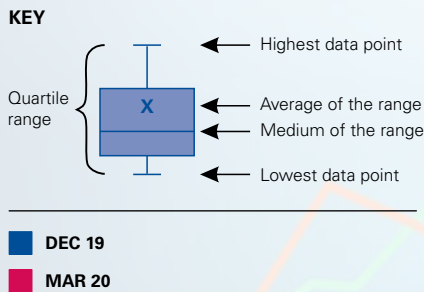 KEY
Highest data point
Quartile
range
X
Average of the range
Medium of the range
Lowest data point
DEC 19
MAR 20